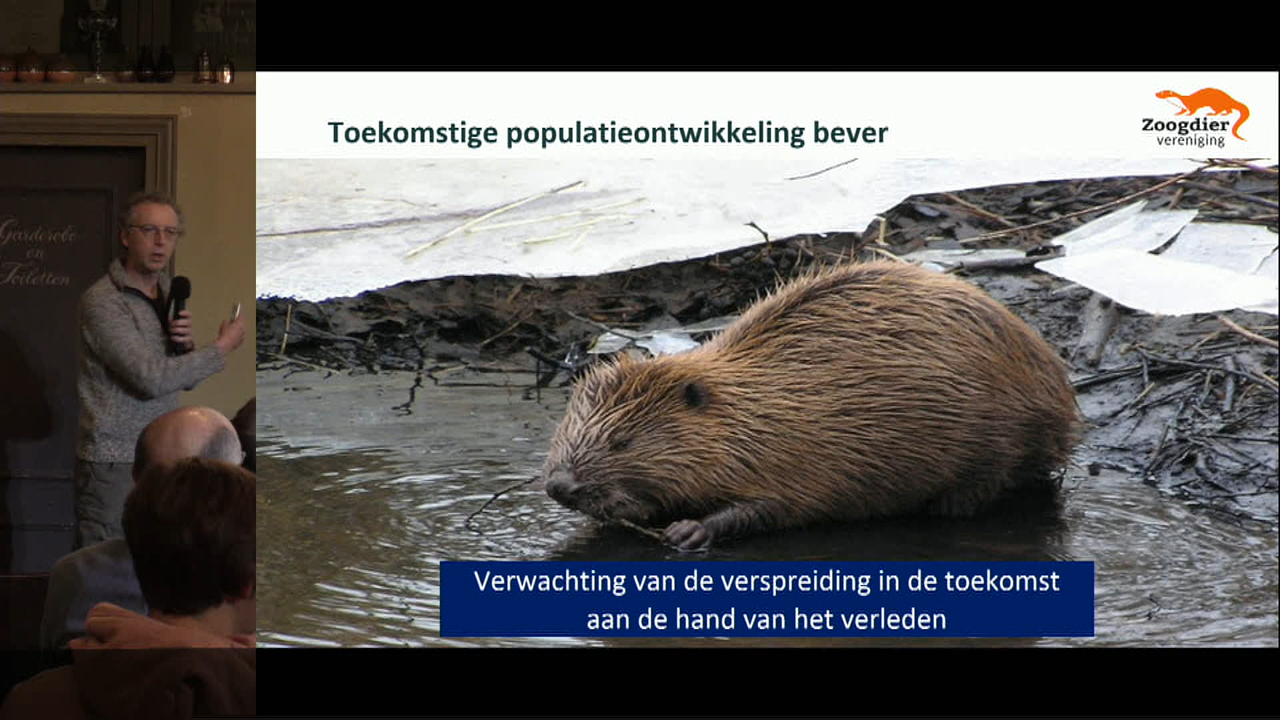 Toekomstige populatieontwikkeling bever
Zoogdier
vereniging
Garderobe
en
Toiletten
Verwachting van de verspreiding in de toekomst
aan de hand van het verleden